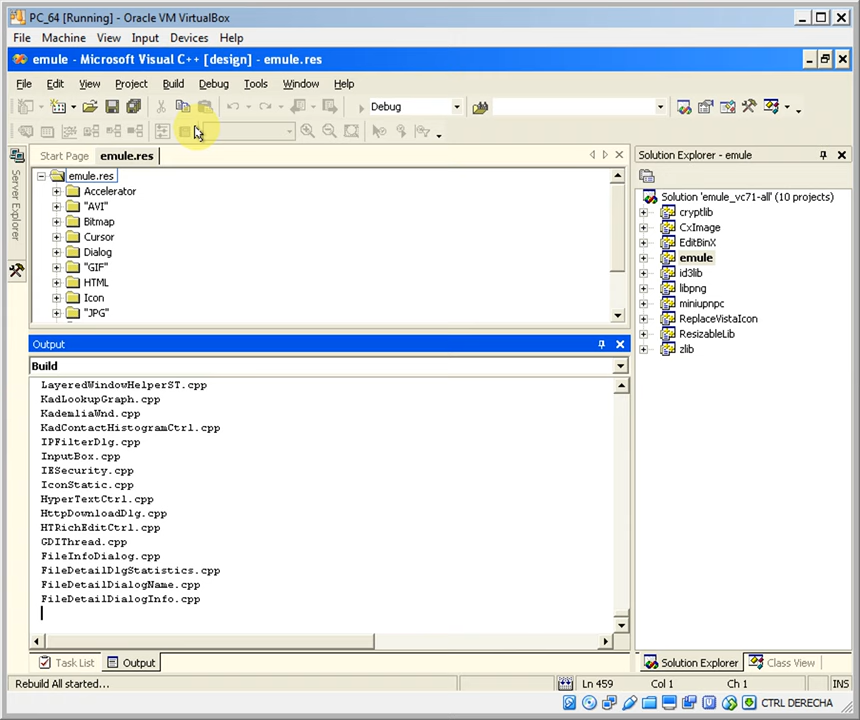 PC_64 [Running] - Oracle VM VirtualBox
File Machine View Input Devices Help
emule - Microsoft Visual C++ [design] - emule.res
File Edit View Project Build Debug Tools Window Help
Debug
Start Page emule.res
Solution Explorer - emule
Server Explorer
emule.res
Accelerator
"AVI"
Bitmap
Cursor
Dialog
"GIF"
HTML
Icon
"JPG"
Solution 'emule_vc71-all' (10 projects)
cryptlib
CxImage
EditBinX
emule
id3lib
libpng
miniupnpc
ReplaceVistaIcon
ResizableLib
zlib
Output
Build
LayeredWindowHelperST.cpp
KadLookupGraph.cpp
KademliaWnd.cpp
KadContactHistogramCtrl.cpp
IPFilterDlg.cpp
InputBox.cpp
IESecurity.cpp
IconStatic.cpp
HyperTextCtrl.cpp
HttpDownloadDlg.cpp
HTRichEditCtrl.cpp
GDIThread.cpp
FileInfoDialog.cpp
FileDetailDlgStatistics.cpp
FileDetailDialogName.cpp
FileDetailDialogInfo.cpp
Task List Output
Solution Explorer Class View
Rebuild All started... Ln 459 Col 1 Ch 1 INS
CTRL DERECHA